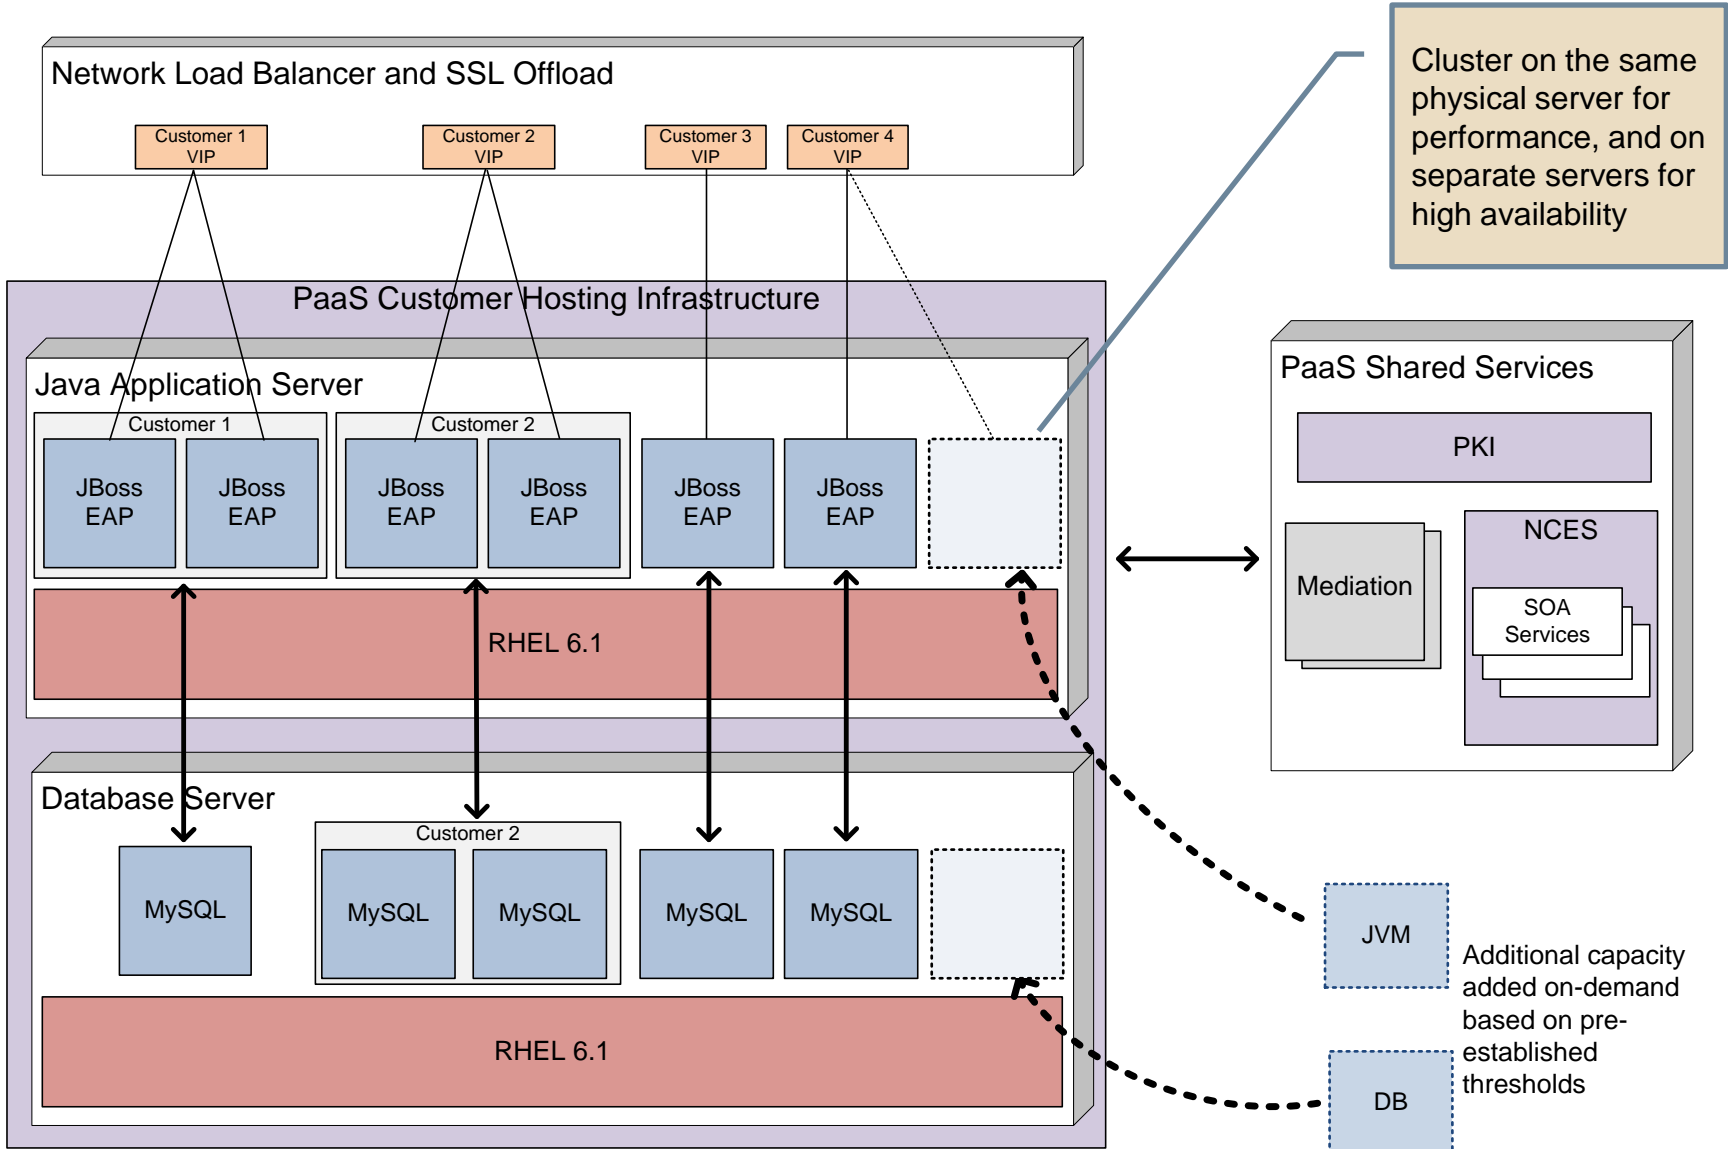 Network Load Balancer and SSL Offload
Customer 1
VIP
Customer 2
VIP
Customer 3
VIP
Customer 4
VIP
Cluster on the same
physical server for
performance, and on
separate servers for
high availability
PaaS Customer Hosting Infrastructure
Java Application Server
Customer 1
JBoss
EAP
JBoss
EAP
Customer 2
JBoss
EAP
JBoss
EAP
JBoss
EAP
JBoss
EAP
RHEL 6.1
PaaS Shared Services
PKI
Mediation
NCES
SOA
Services
Database Server
MySQL
Customer 2
MySQL
MySQL
MySQL
MySQL
RHEL 6.1
JVM
DB
Additional capacity
added on-demand
based on pre-
established
thresholds